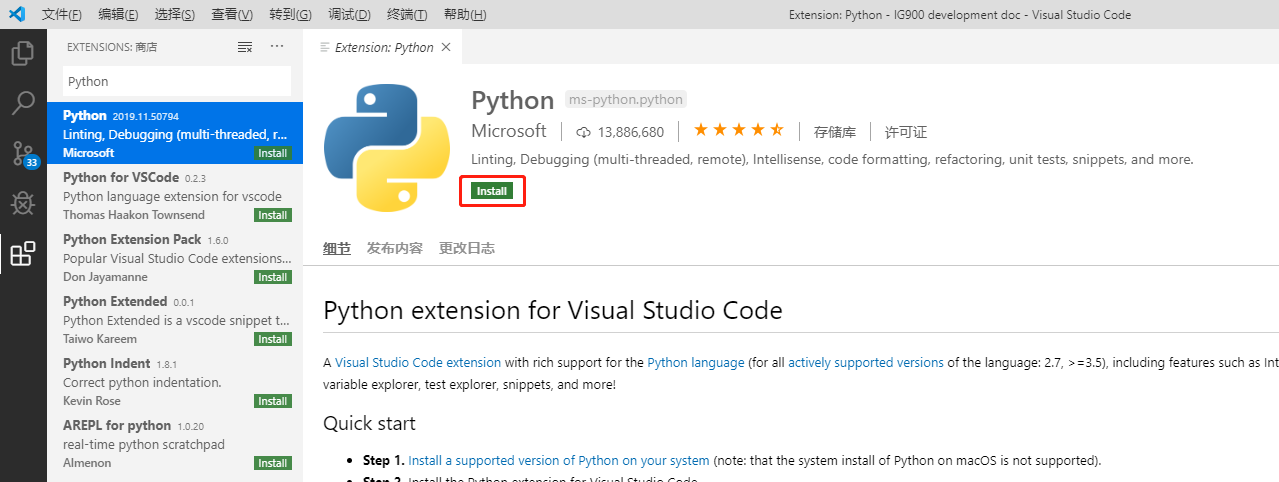 文件(F) 编辑(E) 选择(S) 查看(V) 转到(G) 调试(D) 终端(T) 帮助(H) Extension: Python - IG900 development doc - Visual Studio Code
EXTENSIONS: 商店
Python
Python 2019.11.50794
Linting, Debugging (multi-threaded, r...
Microsoft Install
Python for VSCode 0.2.3
Python language extension for vscode
Thomas Haakon Townsend Install
Python Extension Pack 1.6.0
Popular Visual Studio Code extensions...
Don Jayamanne Install
Python Extended 0.0.1
Python Extended is a vscode snippet t...
Taiwo Kareem Install
Python Indent 1.8.1
Correct python indentation.
Kevin Rose Install
AREPL for python 1.0.20
real-time python scratchpad
Almenon Install
33
Extension: Python
Python ms-python.python
Microsoft 13,886,680 存储库 许可证
Linting, Debugging (multi-threaded, remote), Intellisense, code formatting, refactoring, unit tests, snippets, and more.
Install
细节 发布内容 更改日志
Python extension for Visual Studio Code
A Visual Studio Code extension with rich support for the Python language (for all actively supported versions of the language: 2.7, >=3.5), including features such as Int
variable explorer, test explorer, snippets, and more!
Quick start
• Step 1. Install a supported version of Python on your system (note: that the system install of Python on macOS is not supported).
• Step 2. Install the Python extension for Visual Studio Code